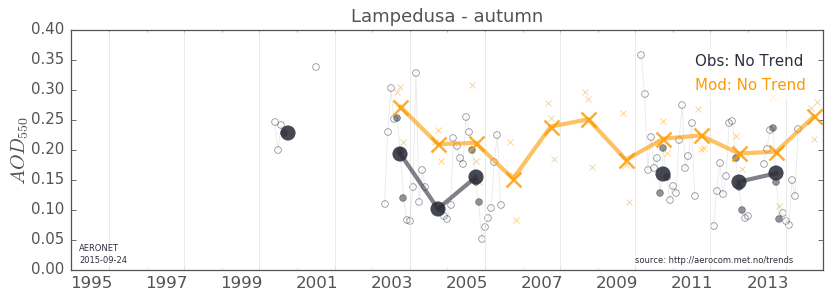 Lampedusa - autumn
0.40
0.35
0.30
0.25
0.20
0.15
0.10
0.05
0.00
AOD550
Obs: No Trend
Mod: No Trend
AERONET
2015-09-24
source: http://aerocom.met.no/trends
1995 1997 1999 2001 2003 2005 2007 2009 2011 2013